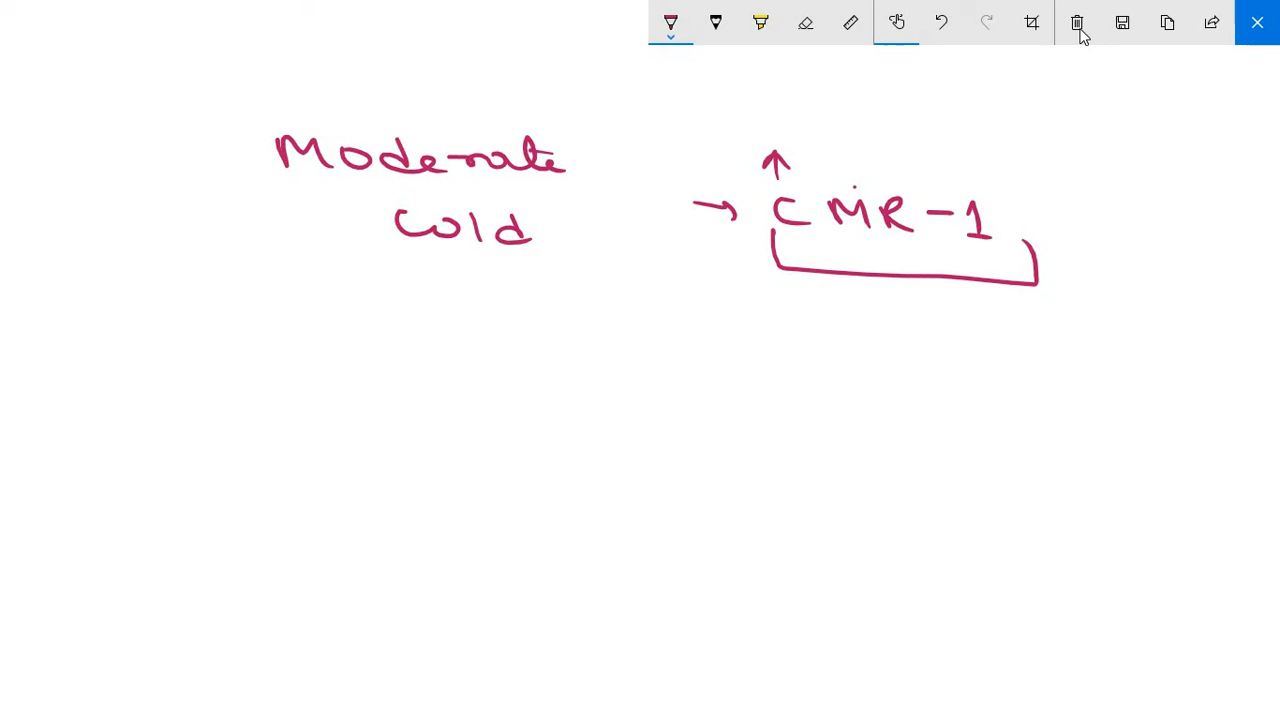 Moderate
Cold
→ CMR-1